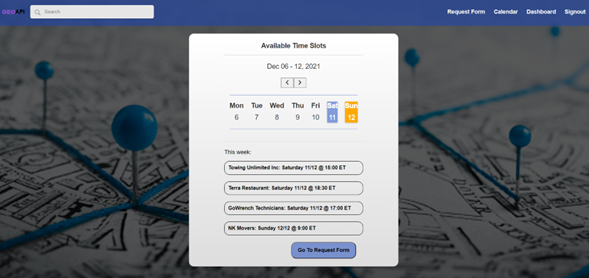 GEOAPI
Search
Request Form Calendar Dashboard Signout
Available Time Slots
Dec 06 - 12, 2021
Mon Tue Wed Thu Fri Sat Sun
6 7 8 9 10 11 12
This week:
Towing Unlimited Inc: Saturday 11/12 @ 15:00 ET
Terra Restaurant: Saturday 11/12 @ 18:30 ET
GoWrench Technicians: Saturday 11/12 @ 17:00 ET
NK Movers: Sunday 12/12 @ 9:00 ET
Go To Request Form